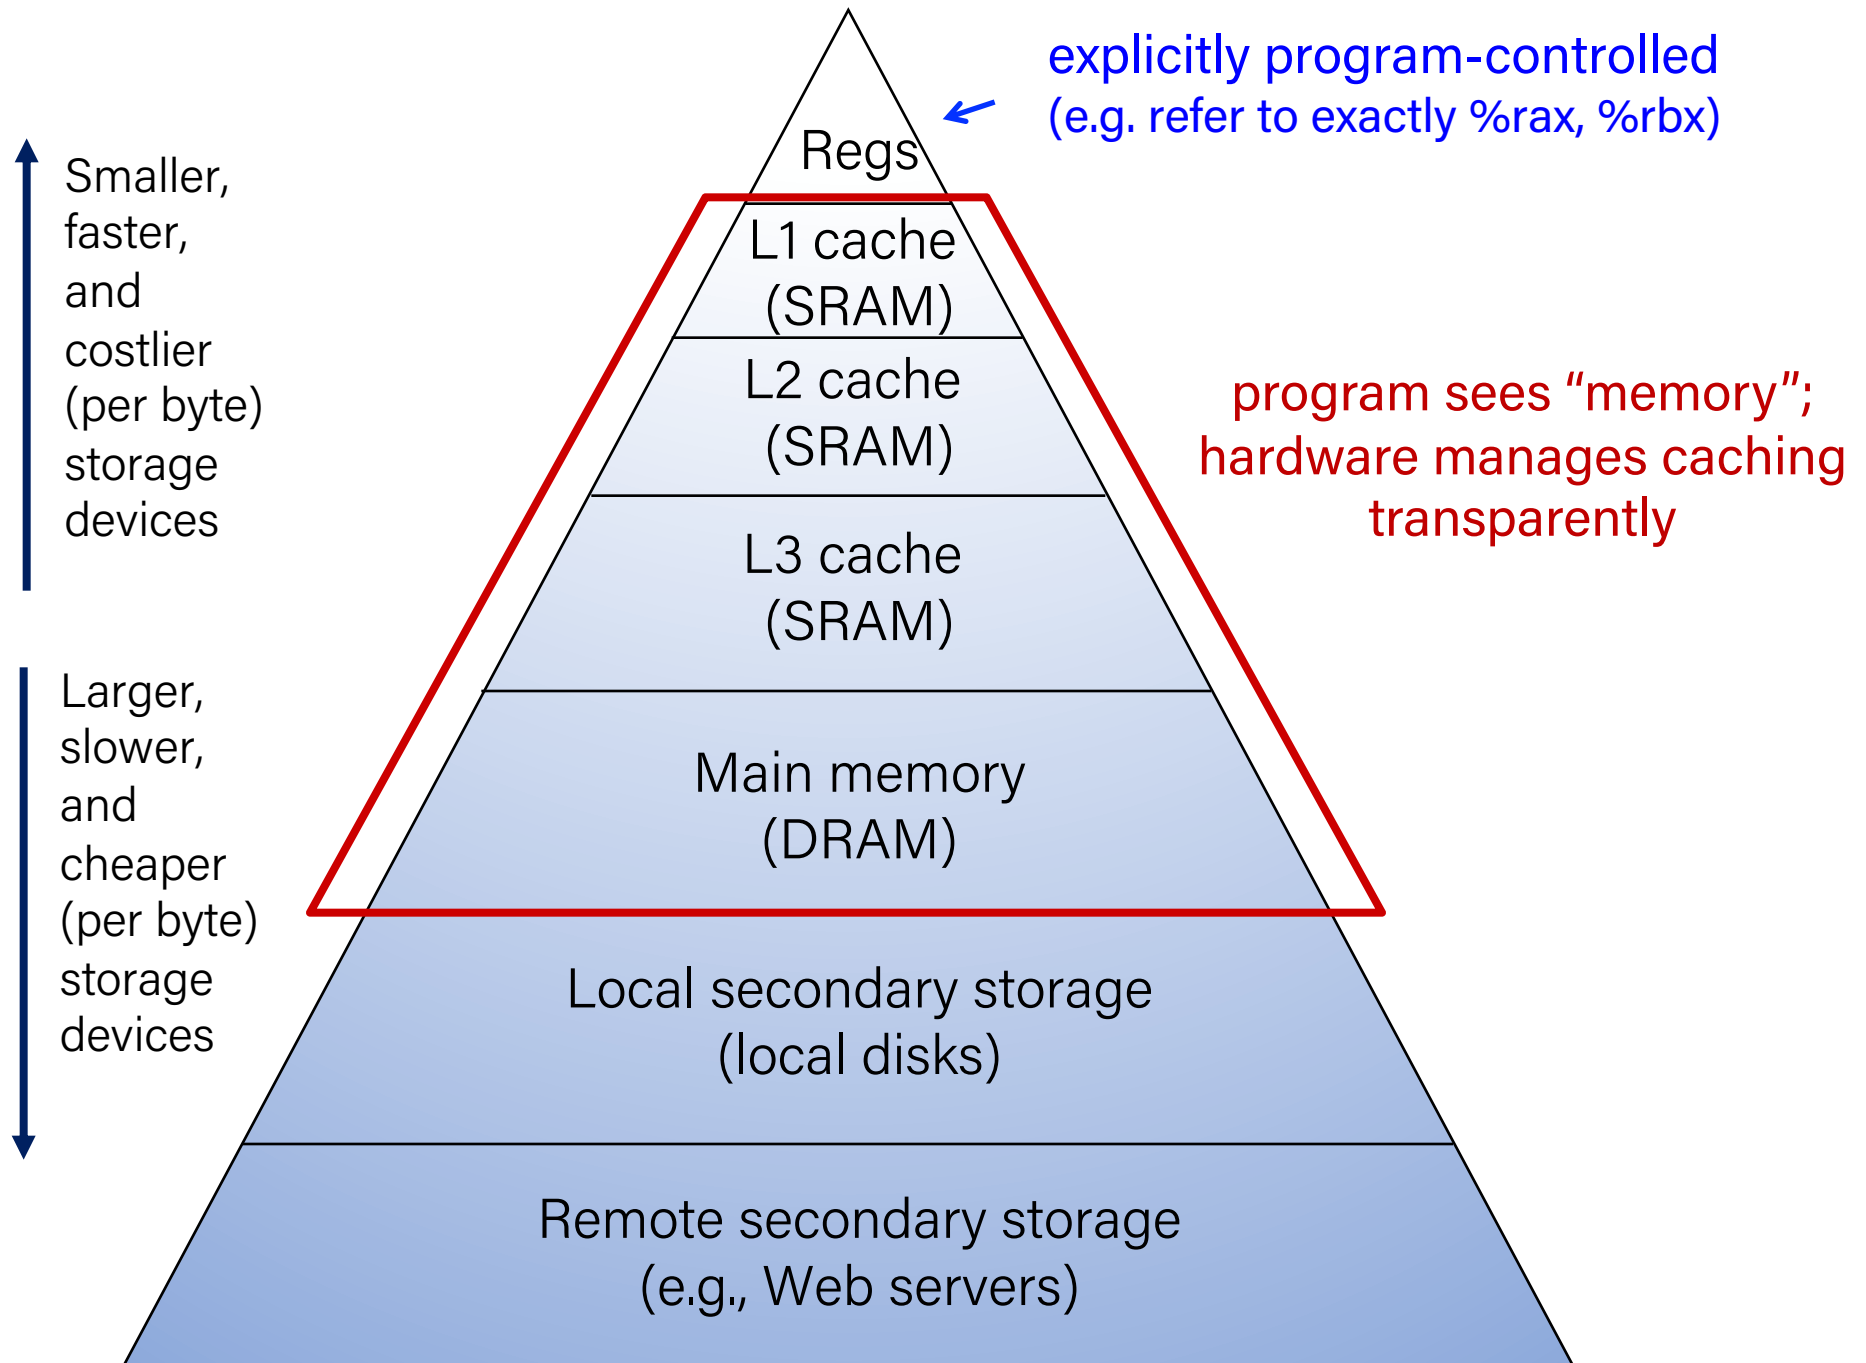 explicitly program-controlled
(e.g. refer to exactly %rax, %rbx)
Regs
Smaller,
faster,
and
costlier
(per byte)
storage
devices
L1 cache
(SRAM)
L2 cache
(SRAM)
program sees “memory”;
hardware manages caching
transparently
L3 cache
(SRAM)
Larger,
slower,
and
cheaper
(per byte)
storage
devices
Main memory
(DRAM)
Local secondary storage
(local disks)
Remote secondary storage
(e.g., Web servers)